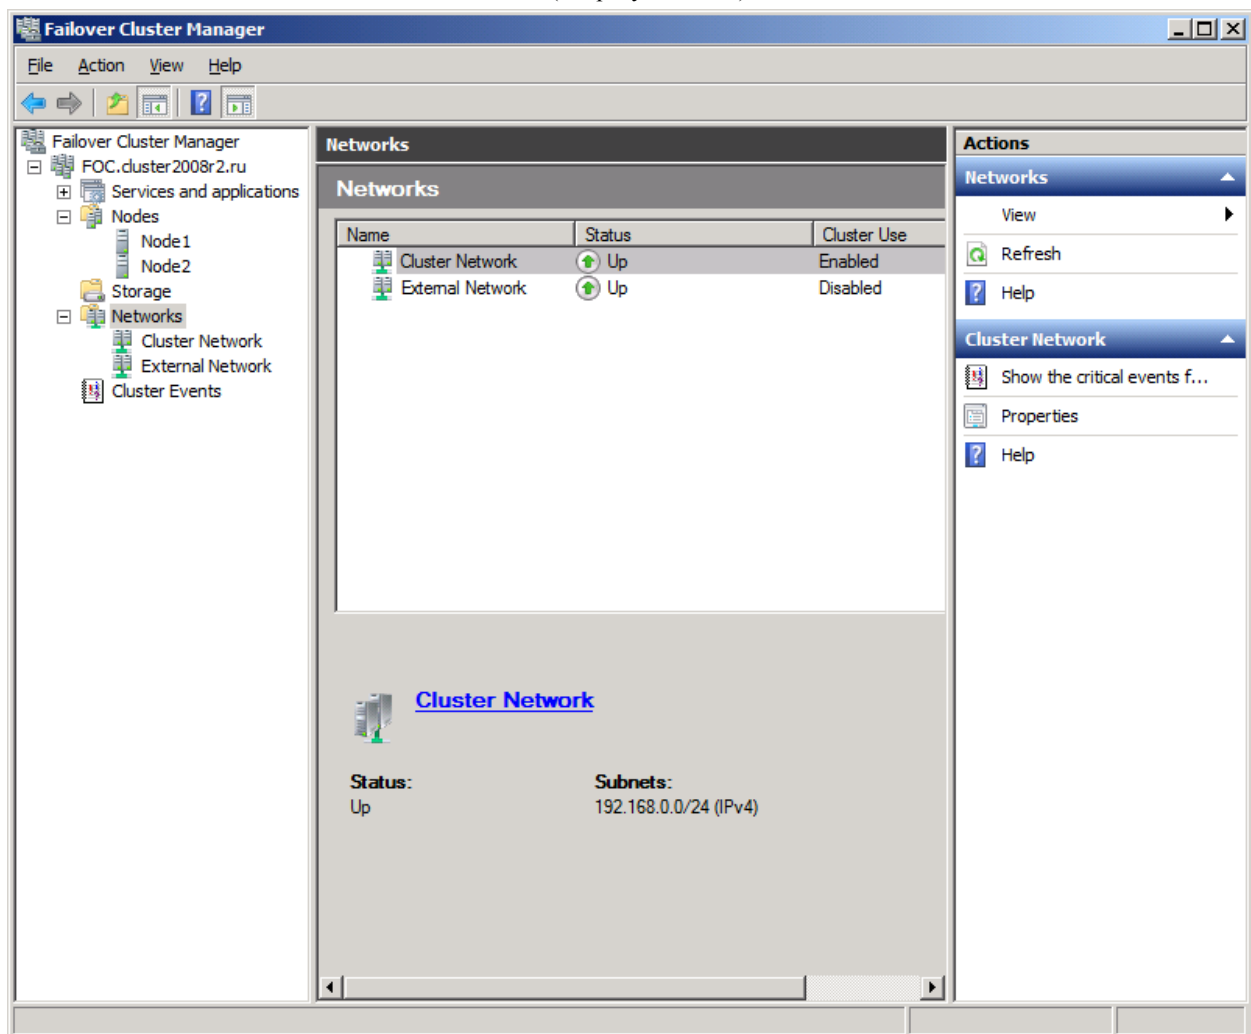 Failover Cluster Manager
File Action View Help
Failover Cluster Manager
FOC.cluster2008r2.ru
Services and applications
Nodes
Node1
Node2
Storage
Networks
Cluster Network
External Network
Cluster Events
Networks
Networks
Name Status Cluster Use
Cluster Network Up Enabled
External Network Up Disabled
Cluster Network
Status: Subnets:
Up 192.168.0.0/24 (IPv4)
Actions
Networks
View
Refresh
Help
Cluster Network
Show the critical events f...
Properties
Help